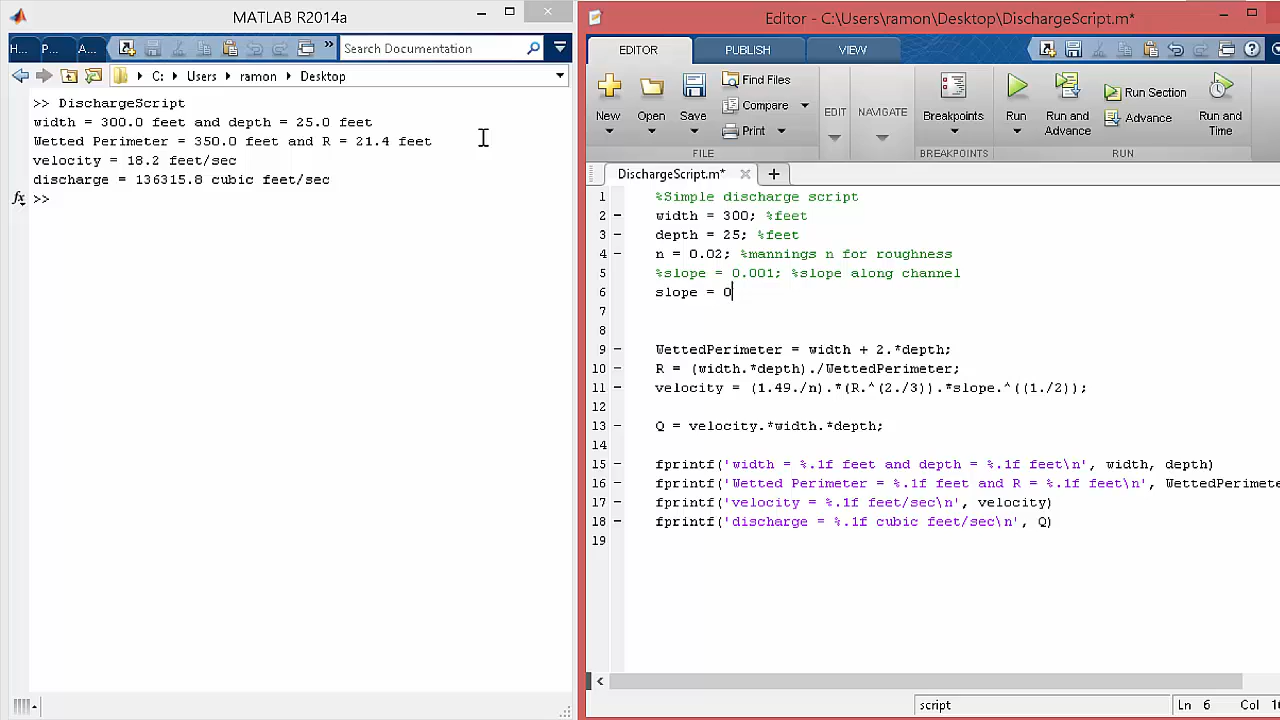 MATLAB R2014a
H... P... A... Search Documentation
C: Users ramon Desktop
>> DischargeScript
width = 300.0 feet and depth = 25.0 feet
Wetted Perimeter = 350.0 feet and R = 21.4 feet
velocity = 18.2 feet/sec
discharge = 136315.8 cubic feet/sec
fx >>
Editor - C:\Users\ramon\Desktop\DischargeScript.m*
EDITOR PUBLISH VIEW
New Open Save Find Files Compare Print EDIT NAVIGATE Breakpoints Run Run and Advance Run Section Advance Run and Time
FILE BREAKPOINTS RUN
DischargeScript.m*
1 %Simple discharge script
2 width = 300; %feet
3 depth = 25; %feet
4 n = 0.02; %mannings n for roughness
5 %slope = 0.001; %slope along channel
6 slope = 0
7
8
9 WettedPerimeter = width + 2.*depth;
10 R = (width.*depth)./WettedPerimeter;
11 velocity = (1.49./n).*(R.^(2./3)).*slope.^((1./2));
12
13 Q = velocity.*width.*depth;
14
15 fprintf('width = %.1f feet and depth = %.1f feet\n', width, depth)
16 fprintf('Wetted Perimeter = %.1f feet and R = %.1f feet\n', WettedPerimete
17 fprintf('velocity = %.1f feet/sec\n', velocity)
18 fprintf('discharge = %.1f cubic feet/sec\n', Q)
19
script Ln 6 Col